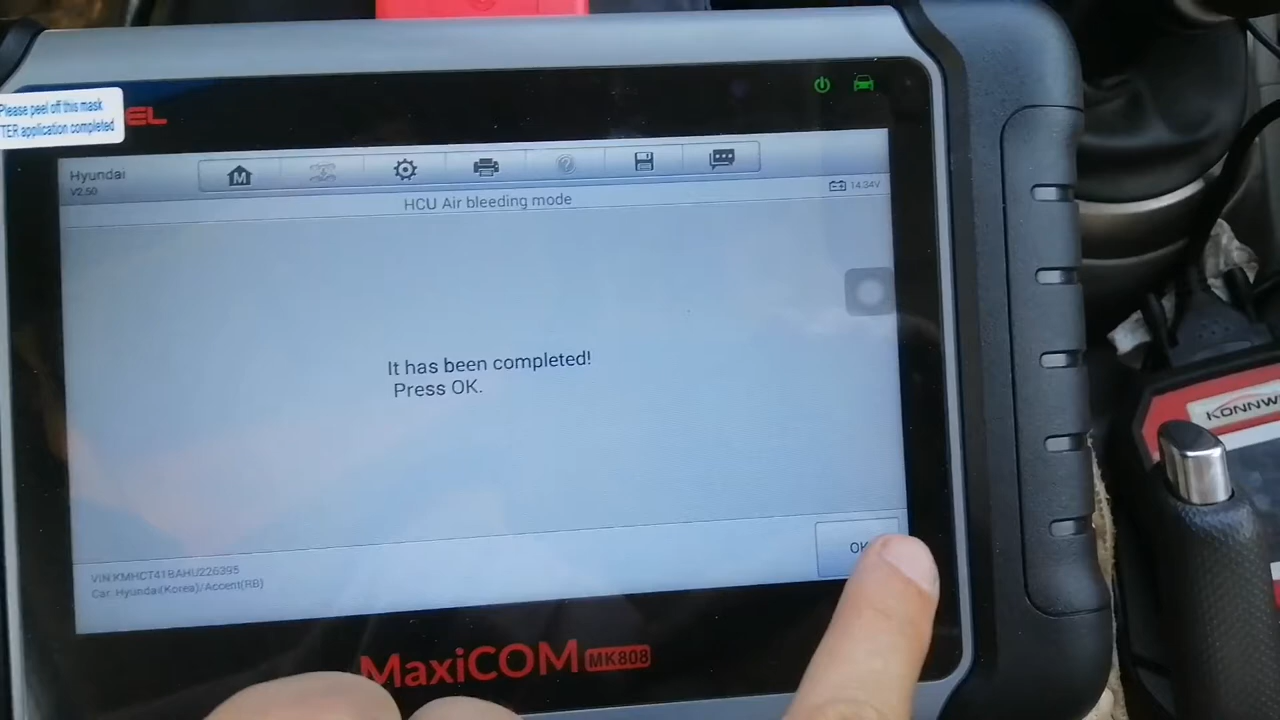 Please peel off this mask
TER application completed
EL
Hyundai
V2.50
14.34V
HCU Air bleeding mode
It has been completed!
Press OK.
OK
VIN:KMHCT41BAHU226395
Car: Hyundai(Korea)/Accent(RB)
MaxiCOM MK808
KONNW